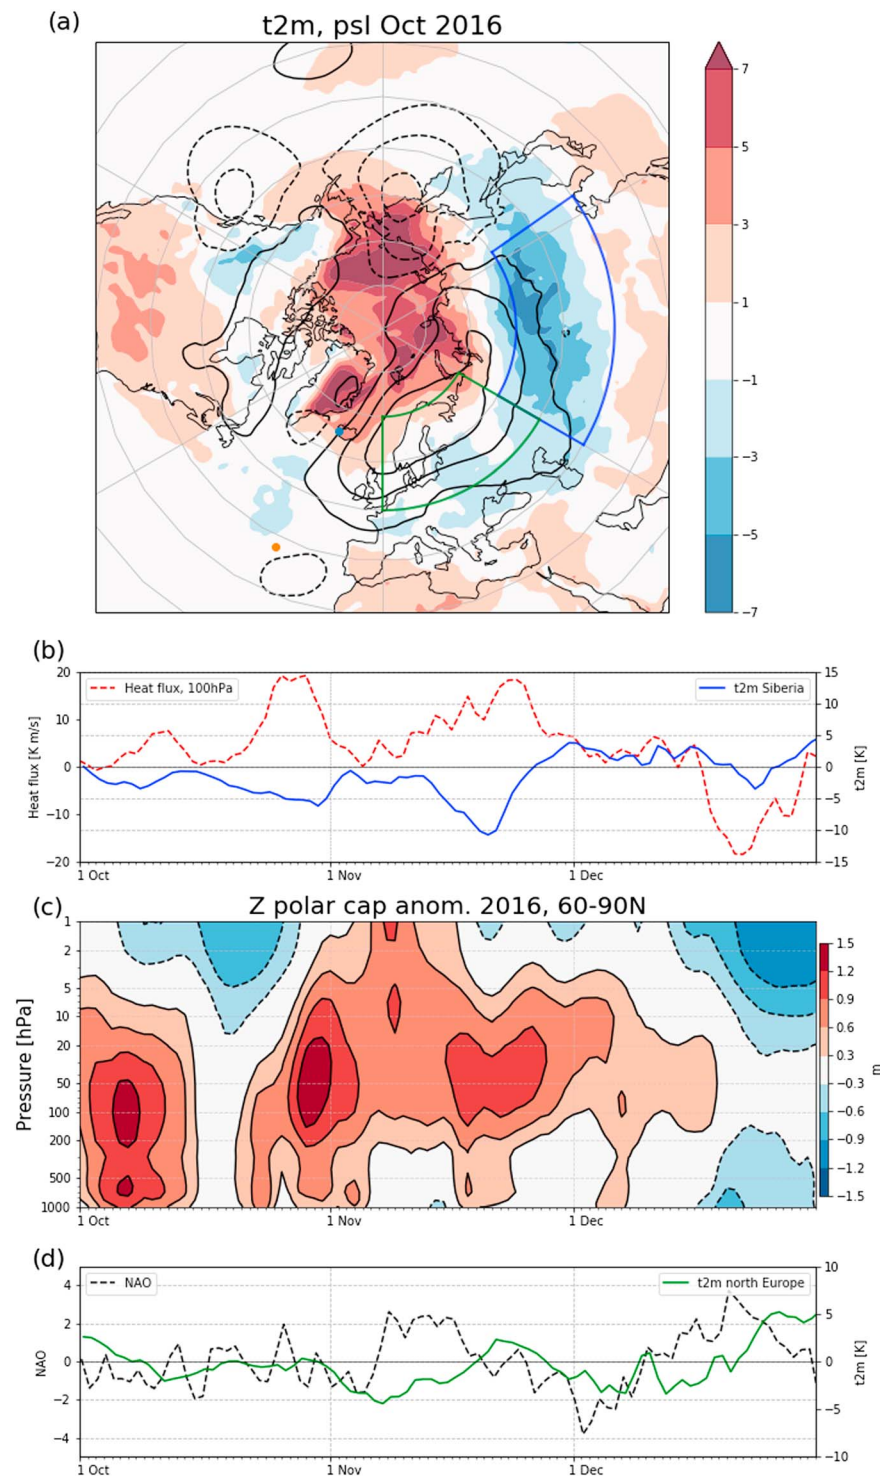 (a)
t2m, psl Oct 2016
7
5
3
1
−1
−3
−5
−7
(b)
Heat flux, 100hPa
t2m Siberia
20
10
0
−10
−20
Heat flux [K m/s]
15
10
5
0
−5
−10
−15
t2m [K]
1 Oct
1 Nov
1 Dec
(c)
Z polar cap anom. 2016, 60-90N
1
2
5
10
20
50
100
200
500
1000
Pressure [hPa]
1.5
1.2
0.9
0.6
0.3
−0.3
−0.6
−0.9
−1.2
−1.5
m
1 Oct
1 Nov
1 Dec
(d)
NAO
t2m north Europe
4
2
0
−2
−4
NAO
10
5
0
−5
−10
t2m [K]
1 Oct
1 Nov
1 Dec